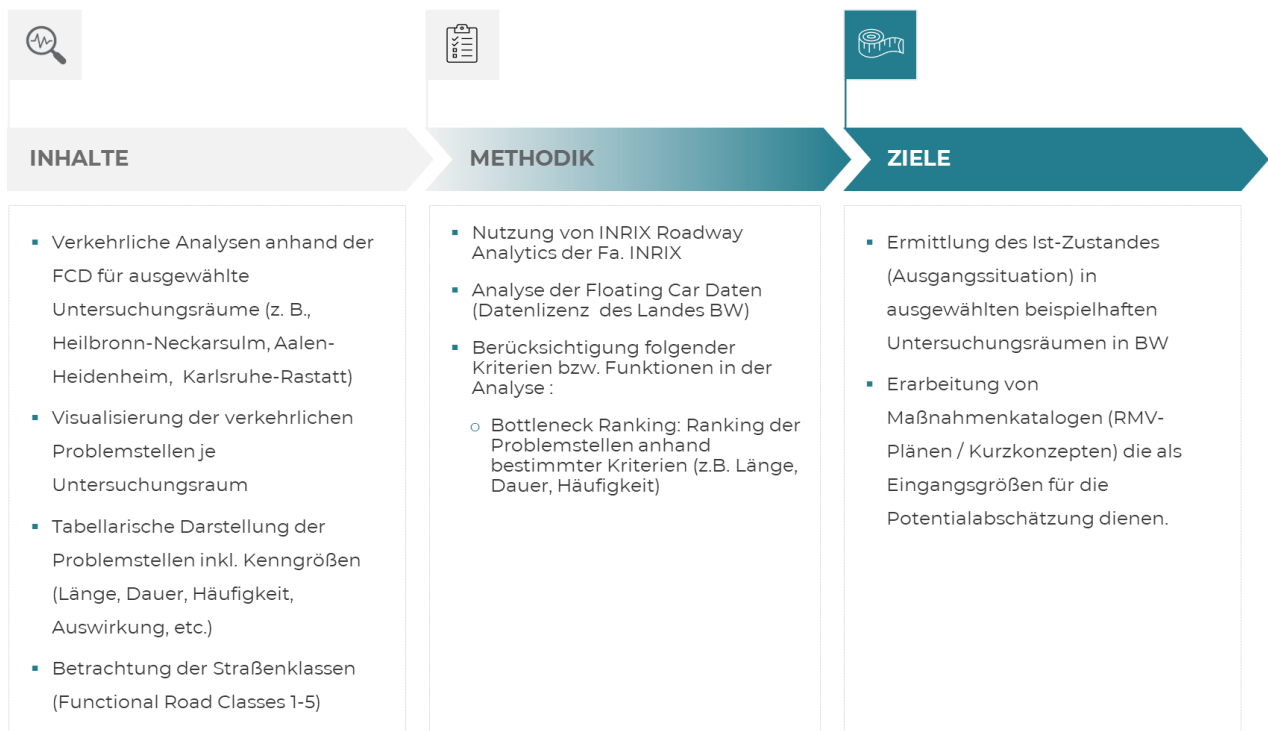 INHALTE
Verkehrliche Analysen anhand der
FCD für ausgewählte
Untersuchungsräume (z. B.,
Heilbronn-Neckarsulm, Aalen-
Heidenheim, Karlsruhe-Rastatt)
Visualisierung der verkehrlichen
Problemstellen je
Untersuchungsraum
Tabellarische Darstellung der
Problemstellen inkl. Kenngrößen
(Länge, Dauer, Häufigkeit,
Auswirkung, etc.)
Betrachtung der Straßenklassen
(Functional Road Classes 1-5)
METHODIK
Nutzung von INRIX Roadway
Analytics der Fa. INRIX
Analyse der Floating Car Daten
(Datenlizenz des Landes BW)
Berücksichtigung folgender
Kriterien bzw. Funktionen in der
Analyse :
Bottleneck Ranking: Ranking der
Problemstellen anhand
bestimmter Kriterien (z.B. Länge,
Dauer, Häufigkeit)
ZIELE
Ermittlung des Ist-Zustandes
(Ausgangssituation) in
ausgewählten beispielhaften
Untersuchungsräumen in BW
Erarbeitung von
Maßnahmenkatalogen (RMV-
Plänen / Kurzkonzepten) die als
Eingangsgrößen für die
Potentialabschätzung dienen.